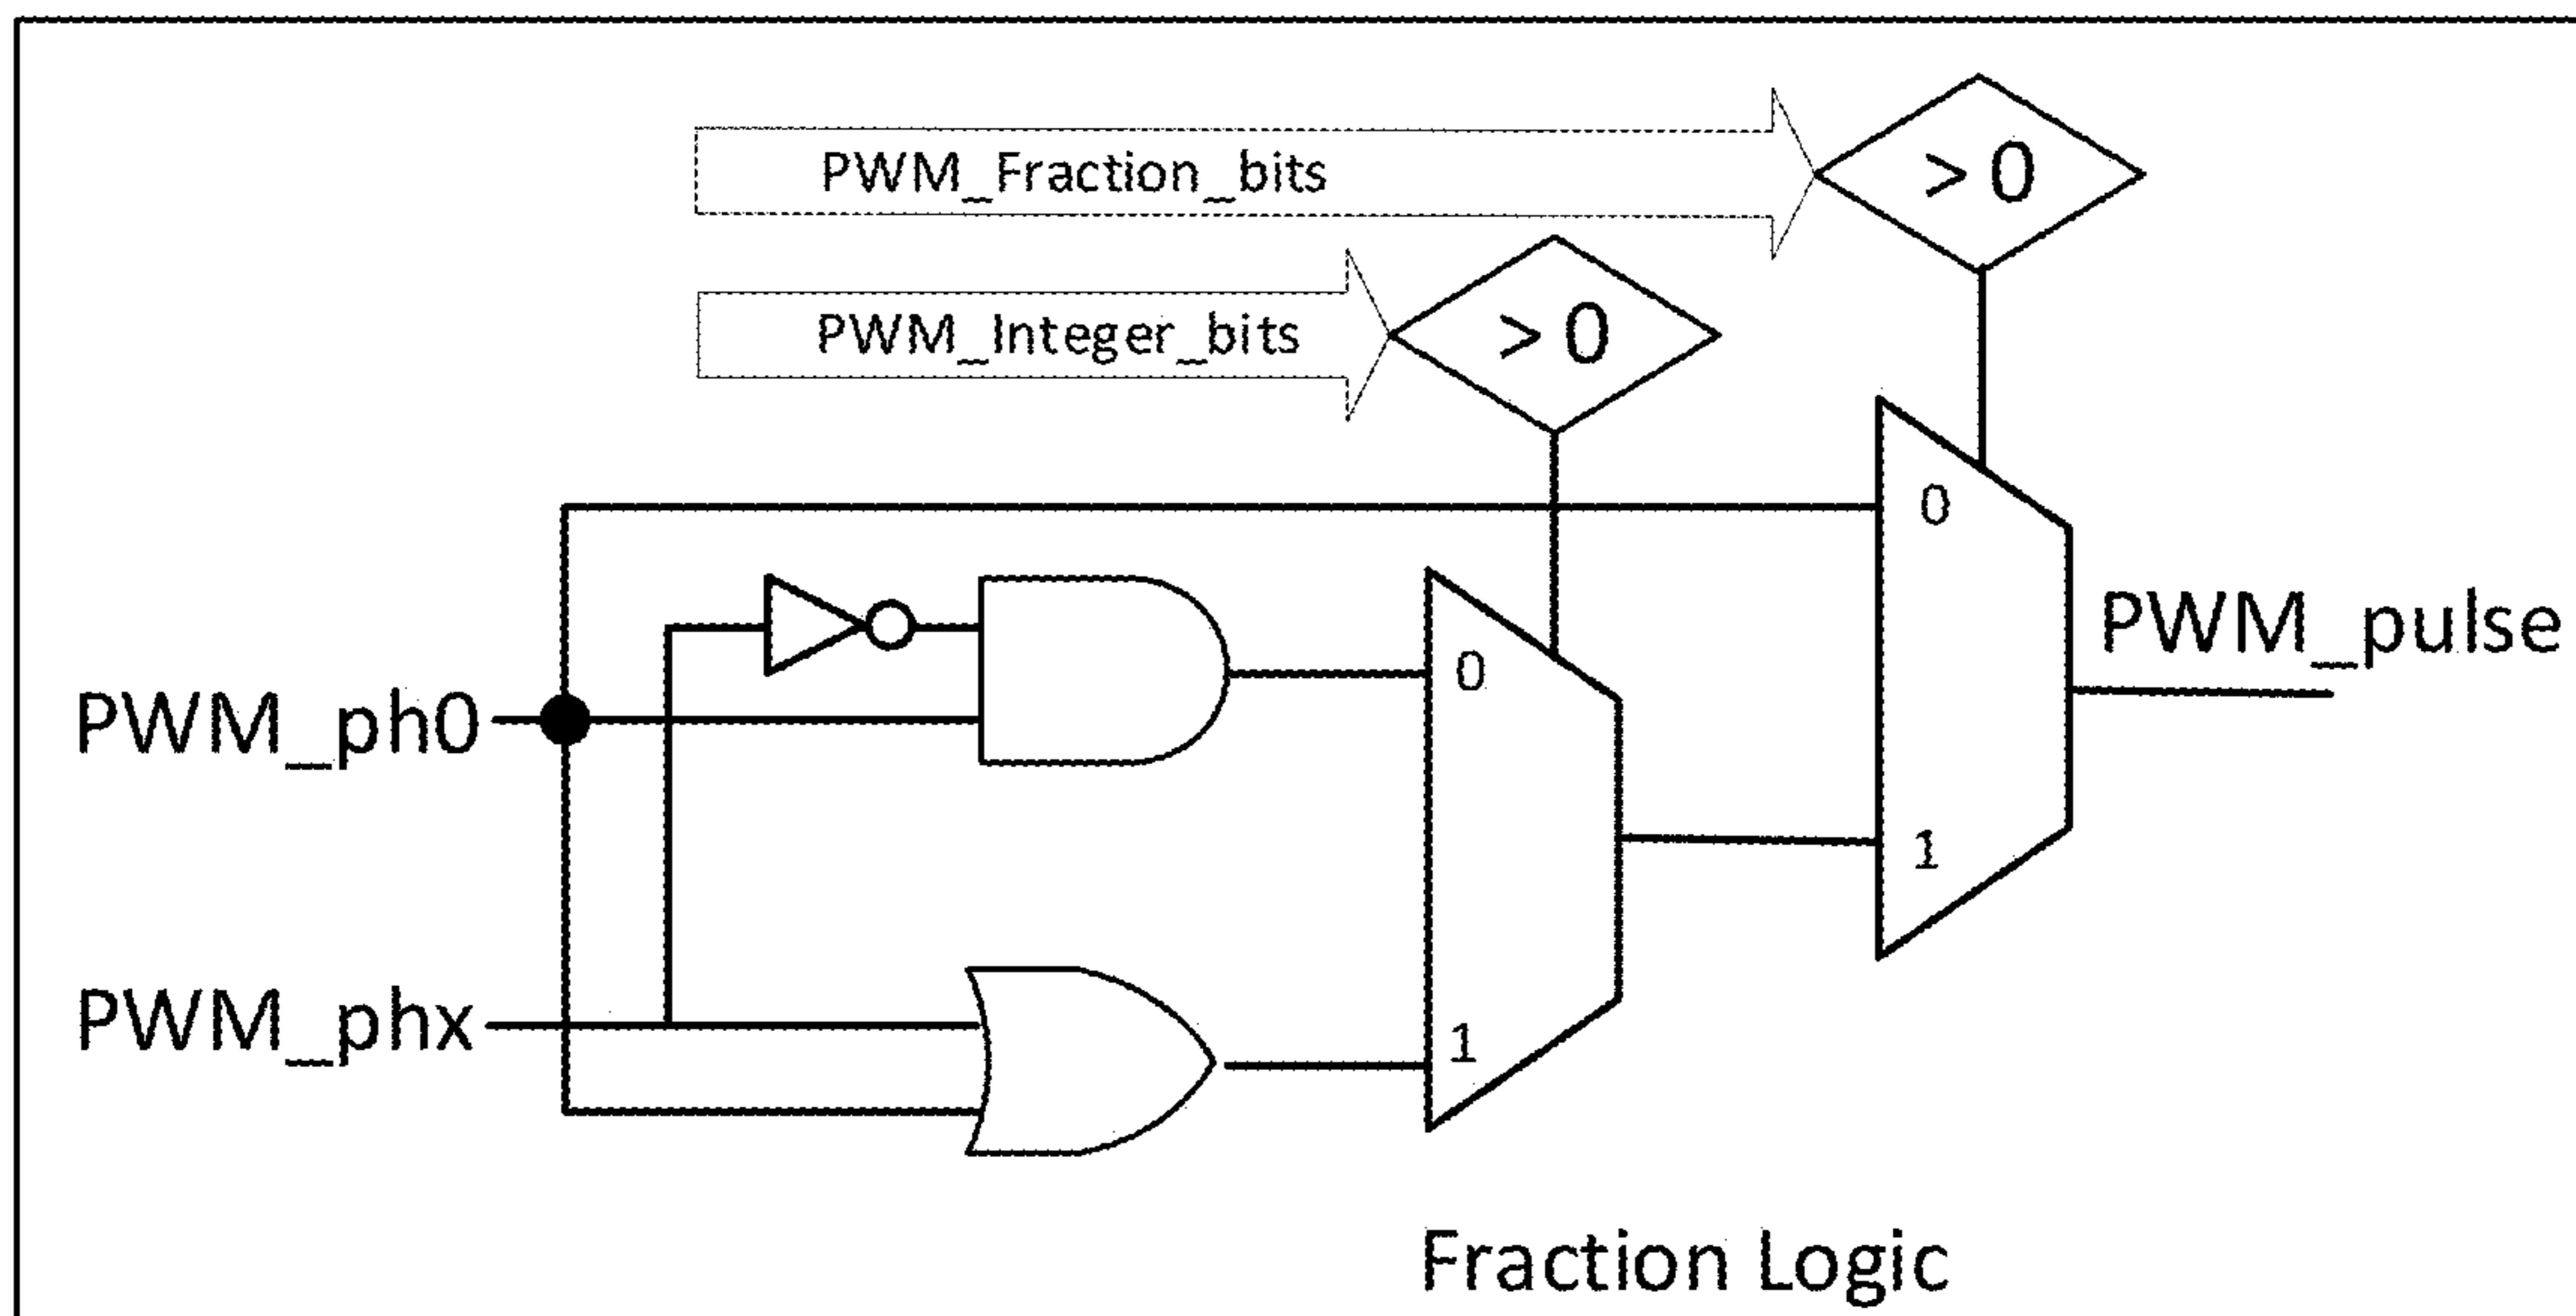 PWM_Fraction_bits
> 0
PWM_Integer_bits
> 0
0
0
PWM_pulse
PWM_ph0
1
PWM_phx
1
Fraction Logic